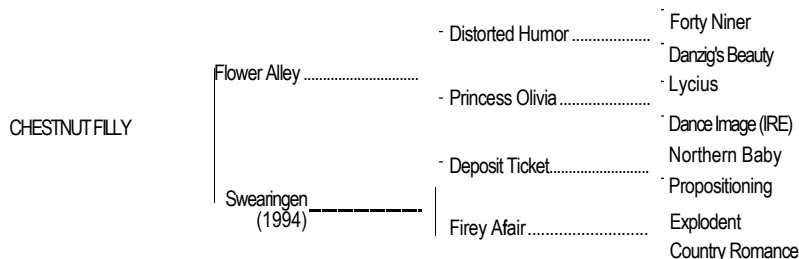 Forty Niner
Distorted Humor ...................
Danzig's Beauty
Flower Alley ............................
Lycius
Princess Olivia ......................
Dance Image (IRE)
CHESTNUT FILLY
Northern Baby
Deposit Ticket........................
Propositioning
Swearingen
(1994)
Explodent
Firey Afair .............................
Country Romance